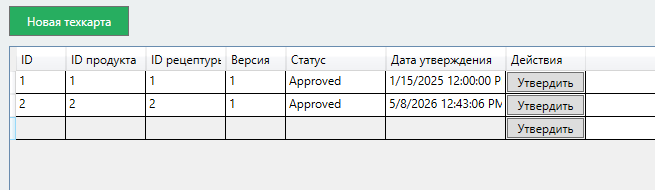 Новая техкарта
ID ID продукта ID рецептуры Версия Статус Дата утверждения Действия
1 1 1 1 Approved 1/15/2025 12:00:00 P Утвердить
2 2 2 1 Approved 5/8/2026 12:43:06 PM Утвердить
Утвердить